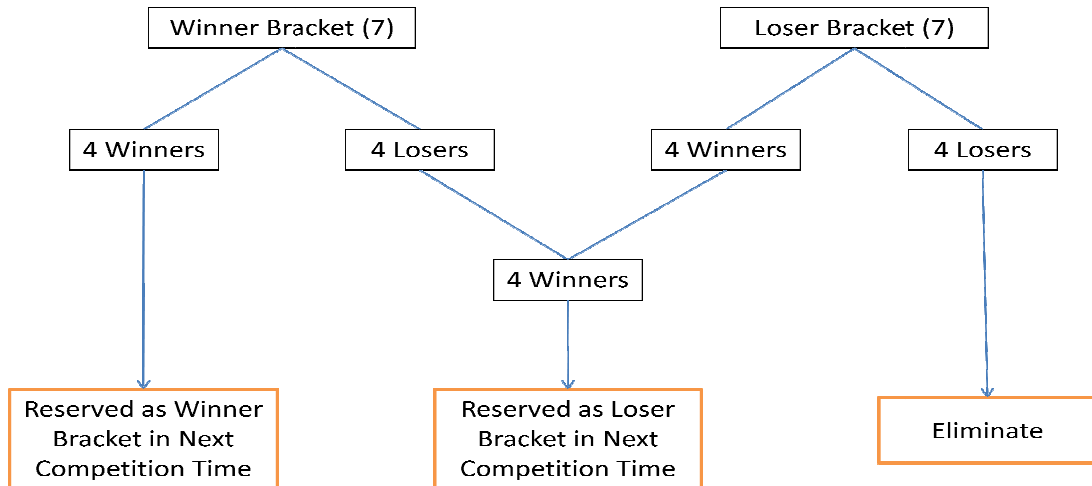 Winner Bracket (7)
Loser Bracket (7)
4 Winners
4 Losers
4 Winners
4 Losers
4 Winners
Reserved as Winner
Bracket in Next
Competition Time
Reserved as Loser
Bracket in Next
Competition Time
Eliminate